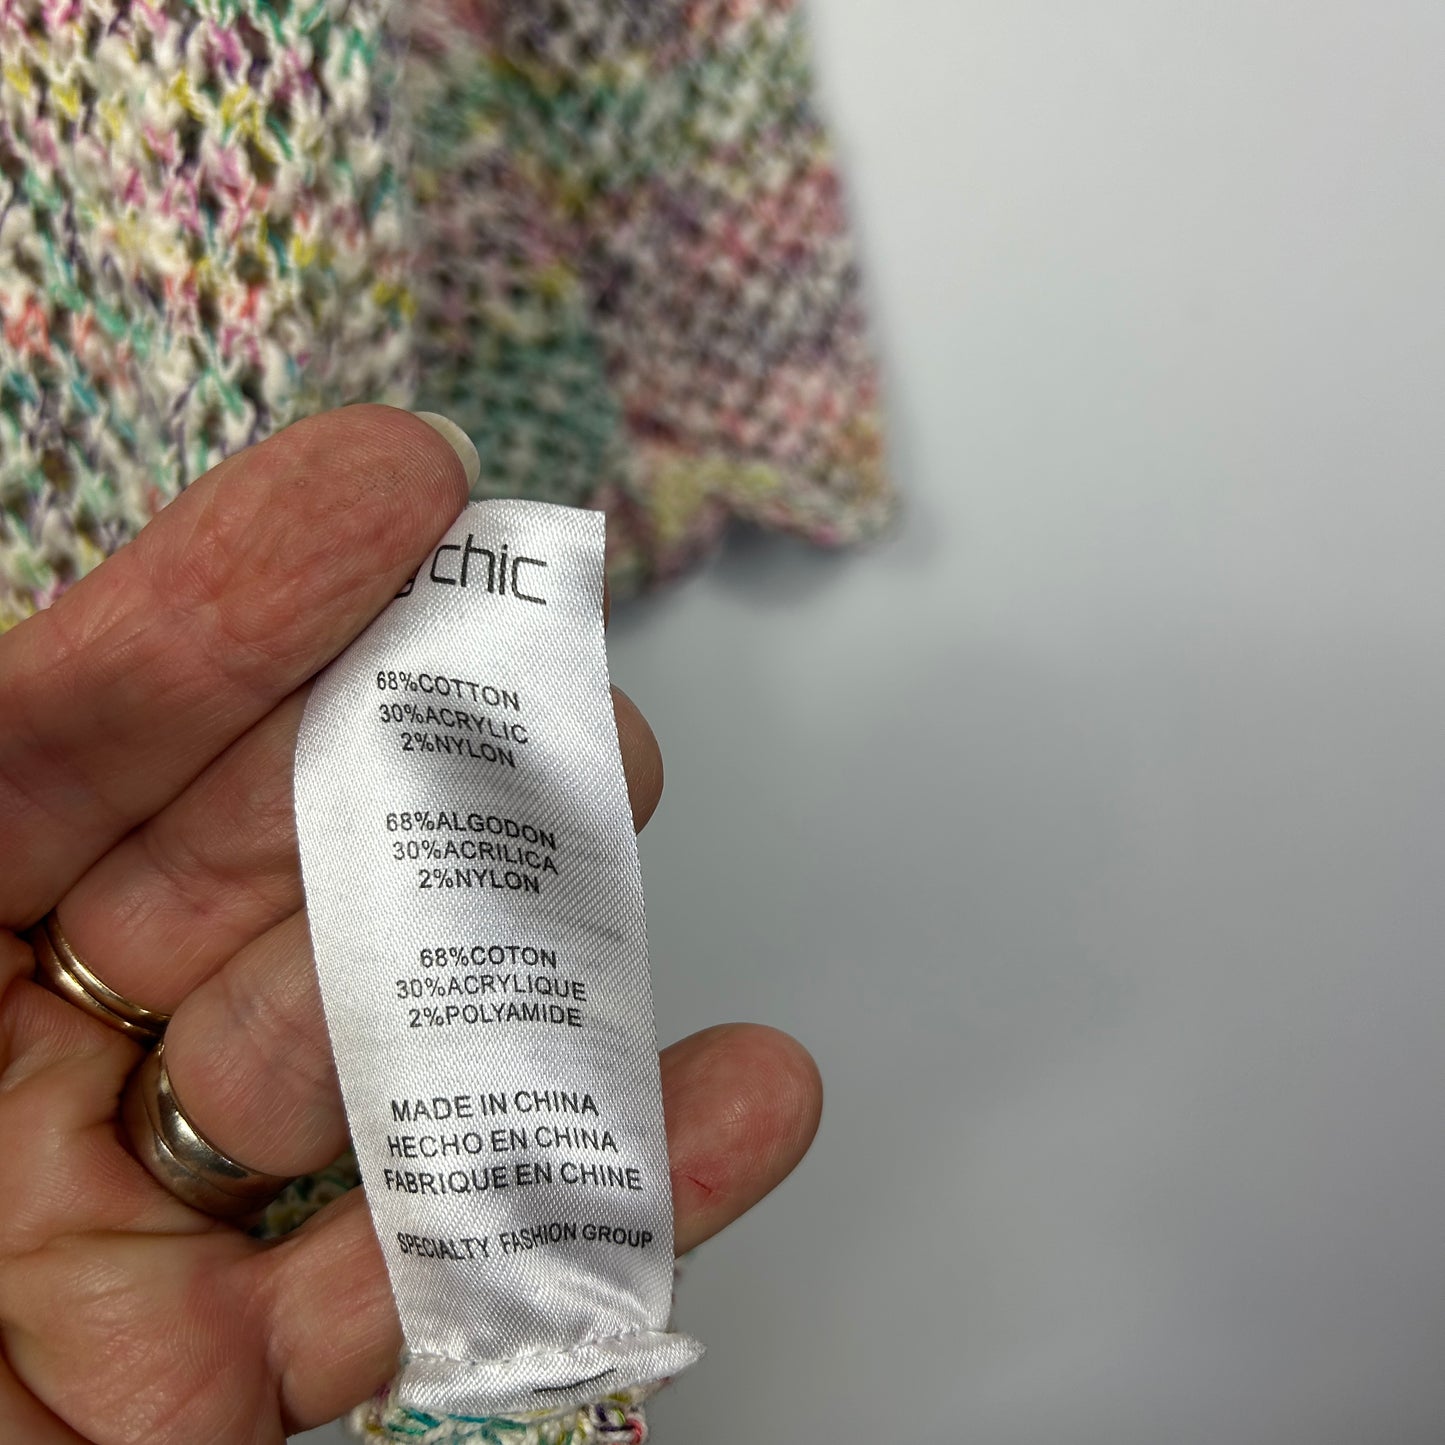 chic
68%COTTON
30%ACRYLIC
2%NYLON
68%ALGODON
30%ACRILICA
2%NYLON
68%COTON
30%ACRYLIQUE
2%POLYAMIDE
MADE IN CHINA
HECHO EN CHINA
FABRIQUE EN CHINE
SPECIALTY FASHION GROUP